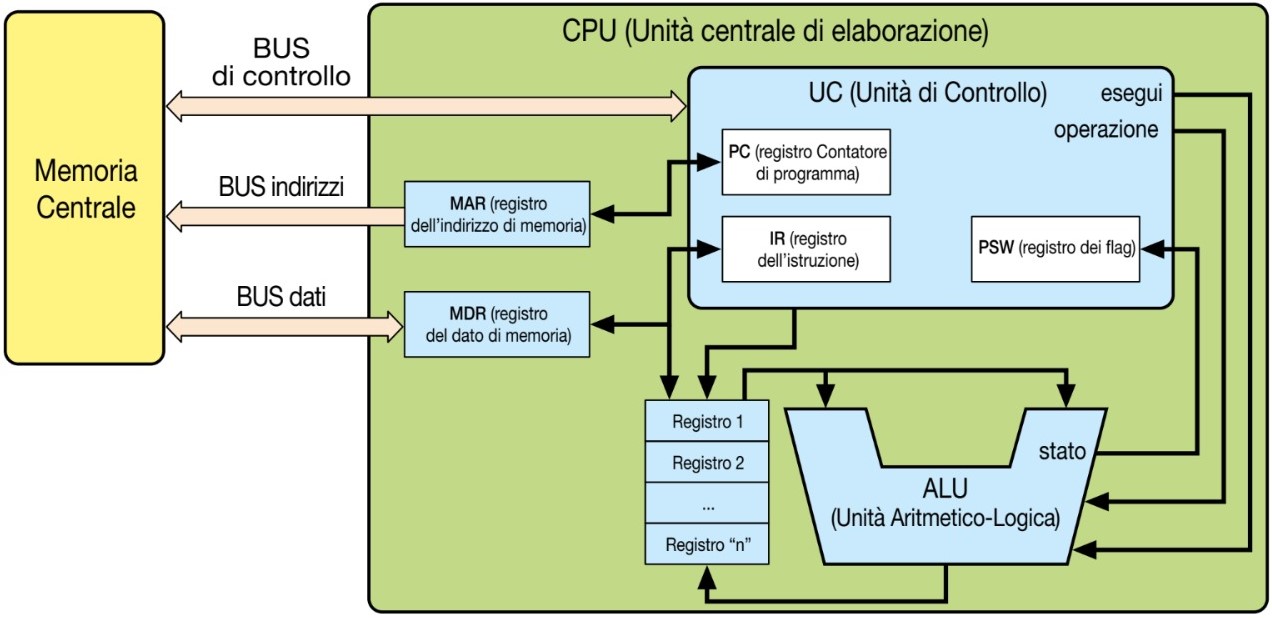 CPU (Unità centrale di elaborazione)
BUS
di controllo
UC (Unità di Controllo)
esegui
operazione
PC (registro Contatore
di programma)
Memoria
Centrale
BUS indirizzi
MAR (registro
dell'indirizzo di memoria)
IR (registro
dell'istruzione)
PSW (registro dei flag)
BUS dati
MDR (registro
del dato di memoria)
Registro 1
Registro 2
...
Registro “n”
stato
ALU
(Unità Aritmetico-Logica)